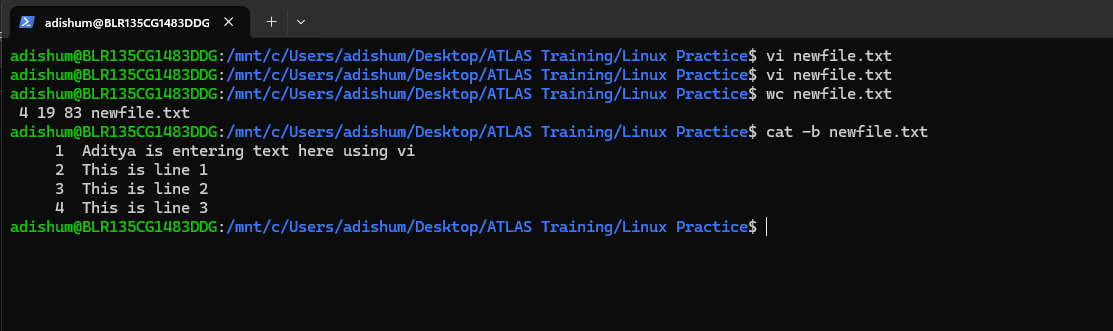 adishum@BLR135CG1483DDG
adishum@BLR135CG1483DDG:/mnt/c/Users/adishum/Desktop/ATLAS Training/Linux Practice$ vi newfile.txt
adishum@BLR135CG1483DDG:/mnt/c/Users/adishum/Desktop/ATLAS Training/Linux Practice$ vi newfile.txt
adishum@BLR135CG1483DDG:/mnt/c/Users/adishum/Desktop/ATLAS Training/Linux Practice$ wc newfile.txt
 4 19 83 newfile.txt
adishum@BLR135CG1483DDG:/mnt/c/Users/adishum/Desktop/ATLAS Training/Linux Practice$ cat -b newfile.txt
     1  Aditya is entering text here using vi
     2  This is line 1
     3  This is line 2
     4  This is line 3
adishum@BLR135CG1483DDG:/mnt/c/Users/adishum/Desktop/ATLAS Training/Linux Practice$